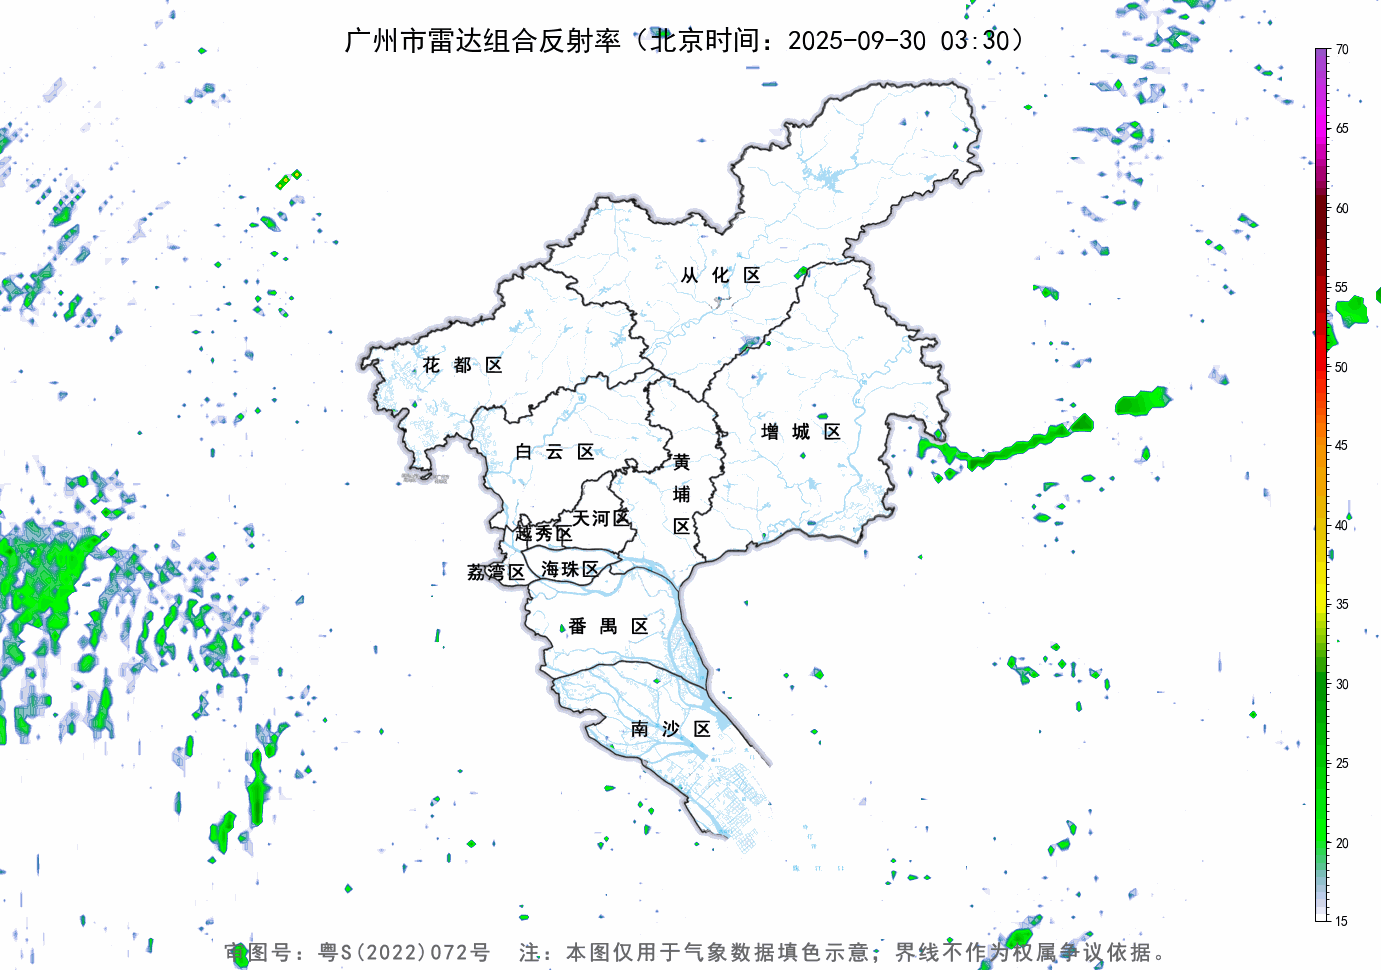 广州市雷达组合反射率（北京时间：2025-09-30 03:30）
70
65
60
55
50
45
40
35
30
25
20
15
从化区
花都区
增城区
白云区
黄埔区
天河区
越秀区
荔湾区
海珠区
番禺区
南沙区
审图号：粤S(2022)072号 注：本图仅用于气象数据填色示意；界线不作为权属争议依据。